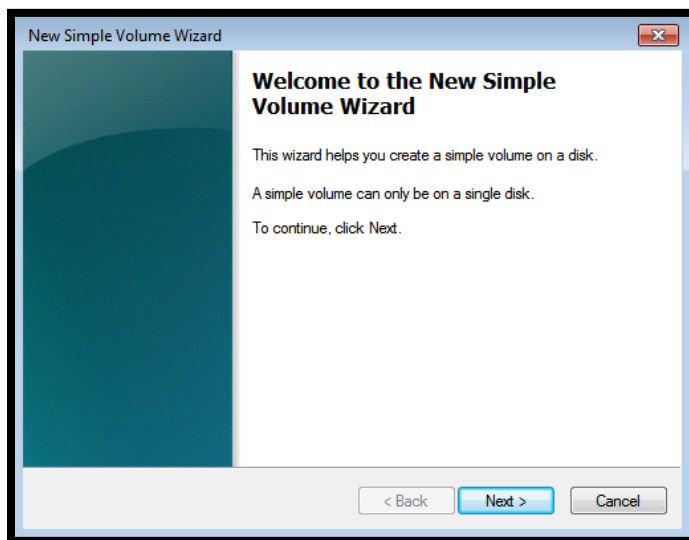 New Simple Volume Wizard
Welcome to the New Simple
Volume Wizard
This wizard helps you create a simple volume on a disk.
A simple volume can only be on a single disk.
To continue, click Next.
< Back
Next >
Cancel